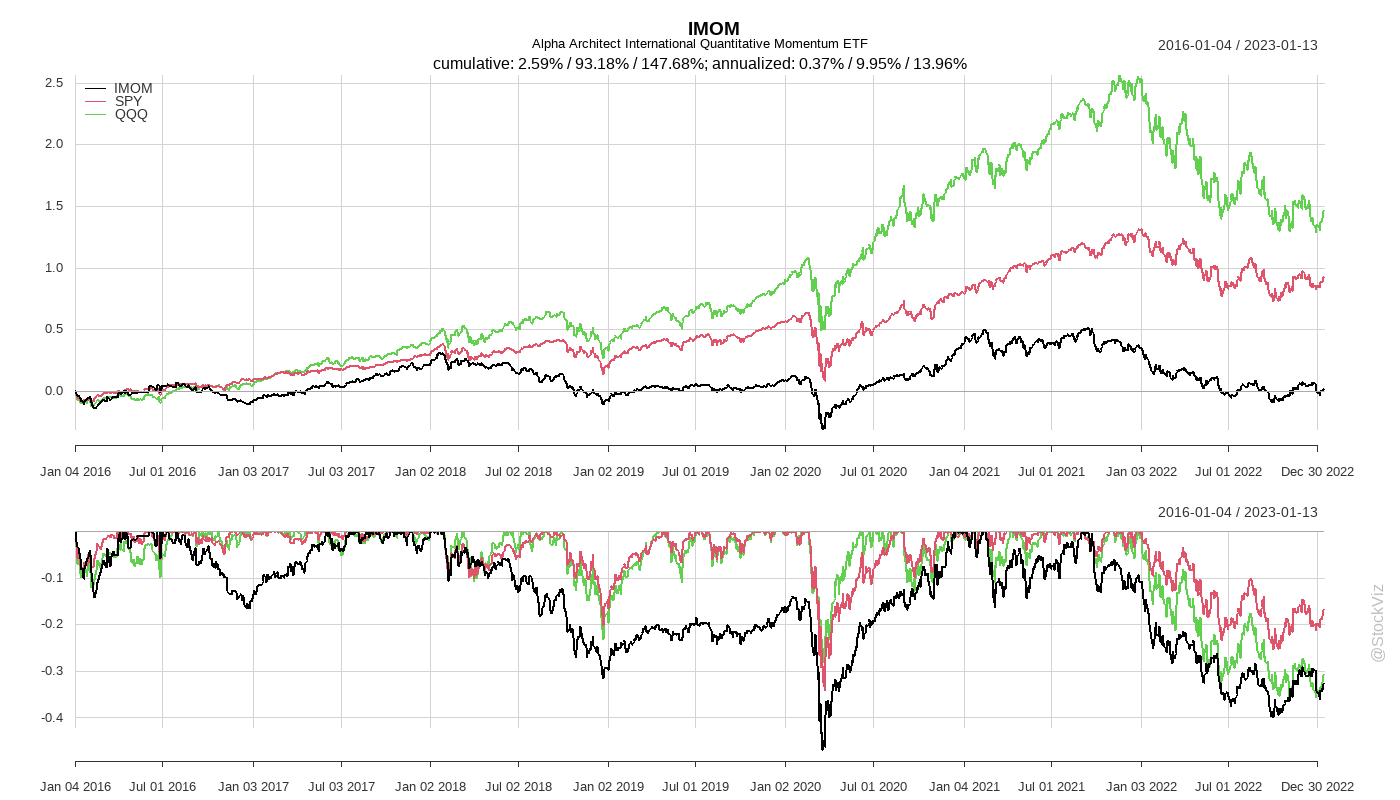 IMOM
Alpha Architect International Quantitative Momentum ETF
2016-01-04 / 2023-01-13
cumulative: 2.59% / 93.18% / 147.68%; annualized: 0.37% / 9.95% / 13.96%
IMOM
SPY
QQQ
2.5
2.0
1.5
1.0
0.5
0.0
Jan 04 2016 Jul 01 2016 Jan 03 2017 Jul 03 2017 Jan 02 2018 Jul 02 2018 Jan 02 2019 Jul 01 2019 Jan 02 2020 Jul 01 2020 Jan 04 2021 Jul 01 2021 Jan 03 2022 Jul 01 2022 Dec 30 2022
2016-01-04 / 2023-01-13
-0.1
-0.2
-0.3
-0.4
Jan 04 2016 Jul 01 2016 Jan 03 2017 Jul 03 2017 Jan 02 2018 Jul 02 2018 Jan 02 2019 Jul 01 2019 Jan 02 2020 Jul 01 2020 Jan 04 2021 Jul 01 2021 Jan 03 2022 Jul 01 2022 Dec 30 2022
@StockViz